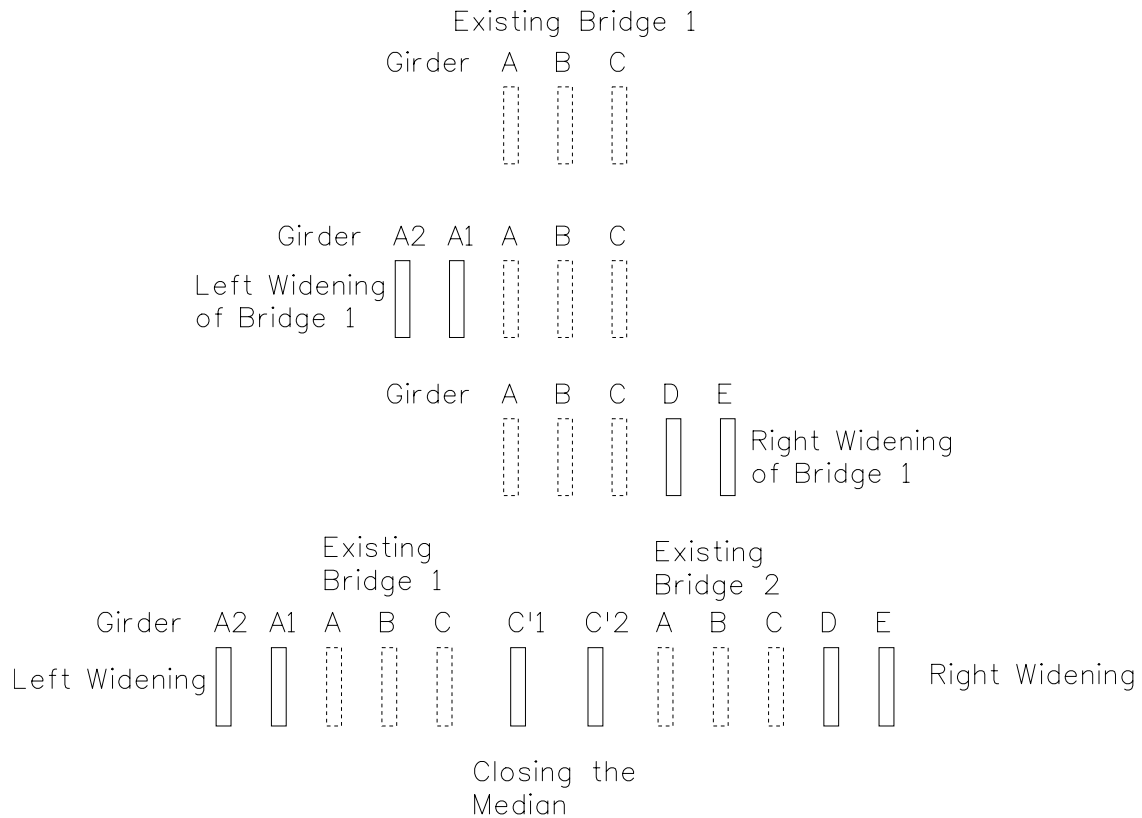 Existing Bridge 1
Girder A B C
Girder A2 A1 A B C
Left Widening
of Bridge 1
Girder A B C D E
Right Widening
of Bridge 1
Existing
Bridge 1
Existing
Bridge 2
Girder A2 A1 A B C C'1 C'2 A B C D E
Left Widening
Right Widening
Closing the
Median